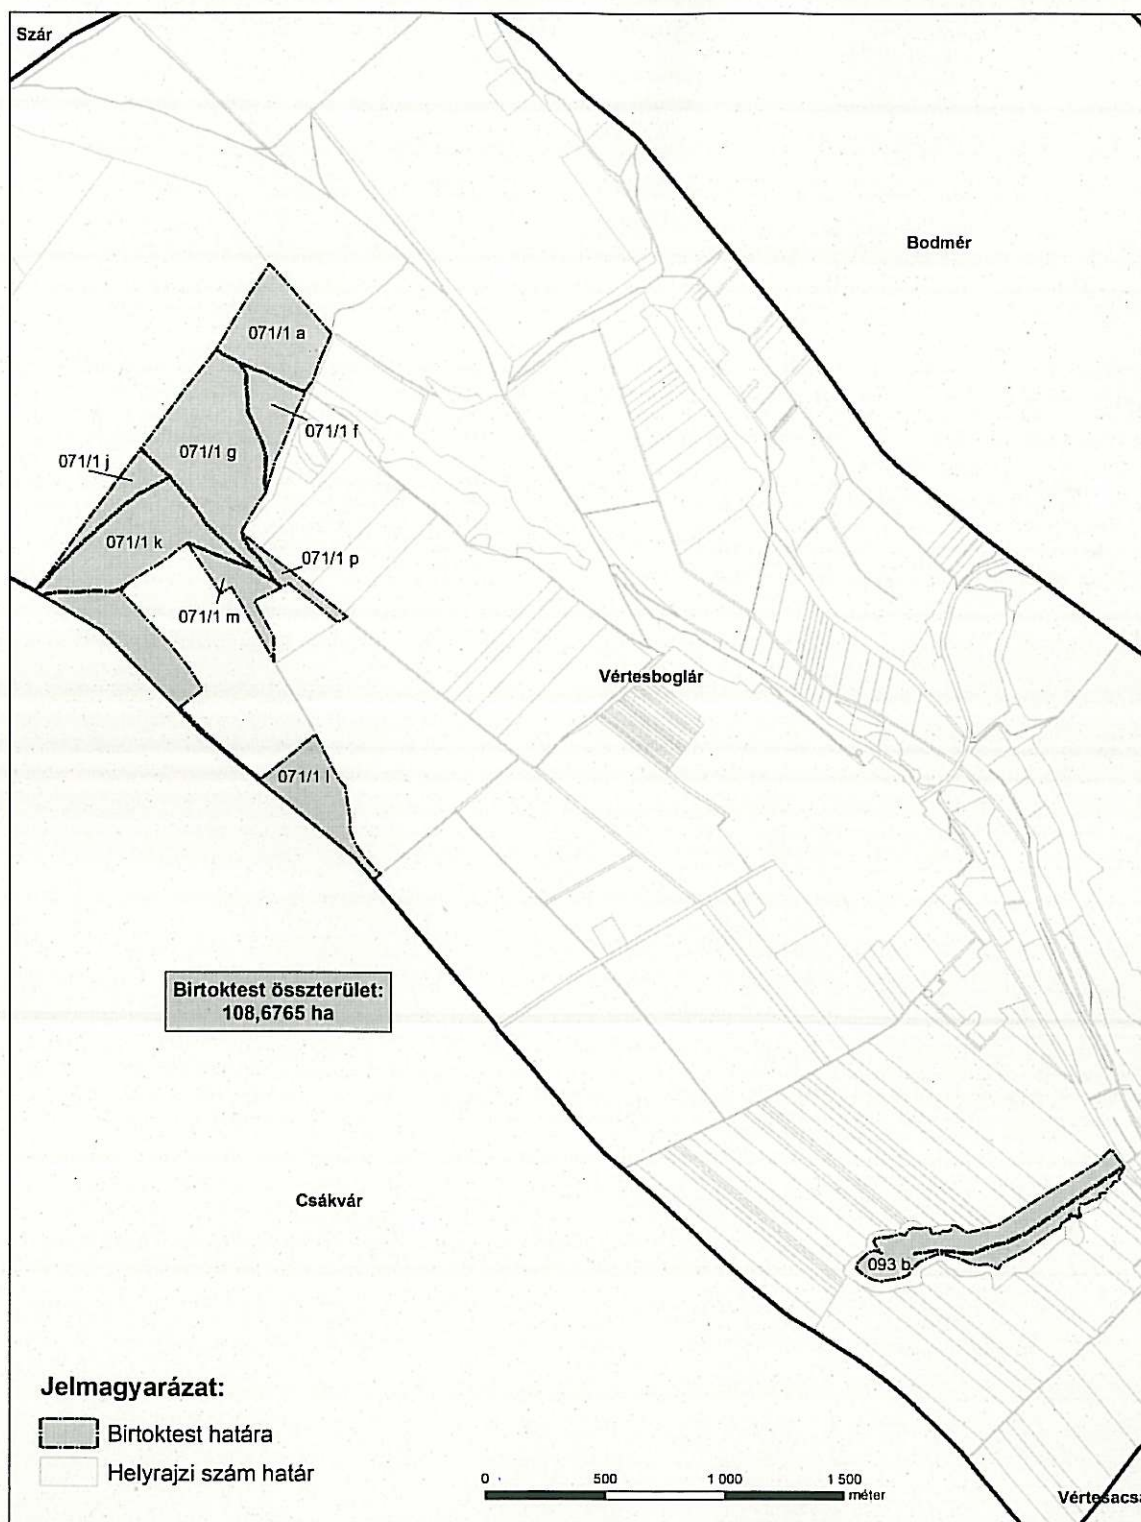 Szár
Bodmér
071/1 a
071/1 f
071/1 g
071/1 j
071/1 k
071/1 p
071/1 m
Vértesboglár
071/1 l
Birtoktest összterület:
108,6765 ha
Csákvár
093 b
Jelmagyarázat:
Birtoktest határa
Helyrajzi szám határ
0 500 1 000 1 500
méter
Vértesacsa